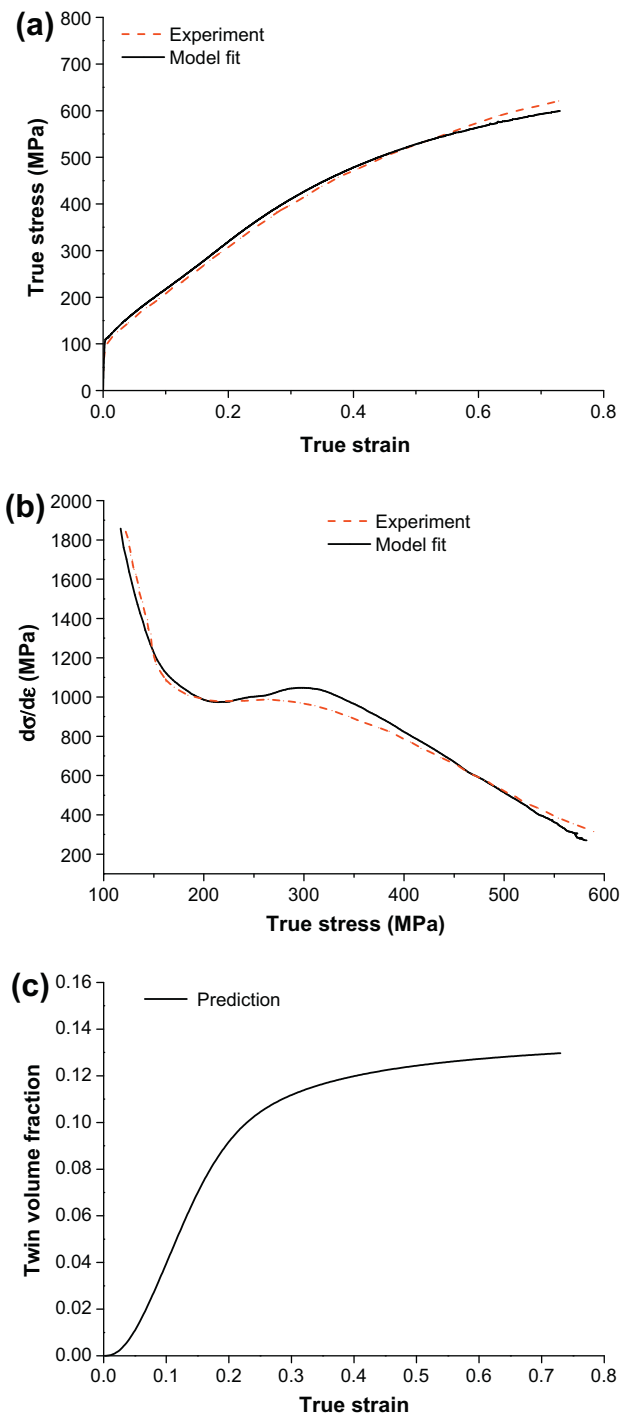 (a)
Experiment
Model fit
800
700
600
500
400
300
200
100
0
True stress (MPa)
0.0 0.2 0.4 0.6 0.8
True strain
(b)
Experiment
Model fit
2000
1800
1600
1400
1200
1000
800
600
400
200
dσ/dε (MPa)
100 200 300 400 500 600
True stress (MPa)
(c)
Prediction
0.16
0.14
0.12
0.10
0.08
0.06
0.04
0.02
0.00
Twin volume fraction
0.0 0.1 0.2 0.3 0.4 0.5 0.6 0.7 0.8
True strain